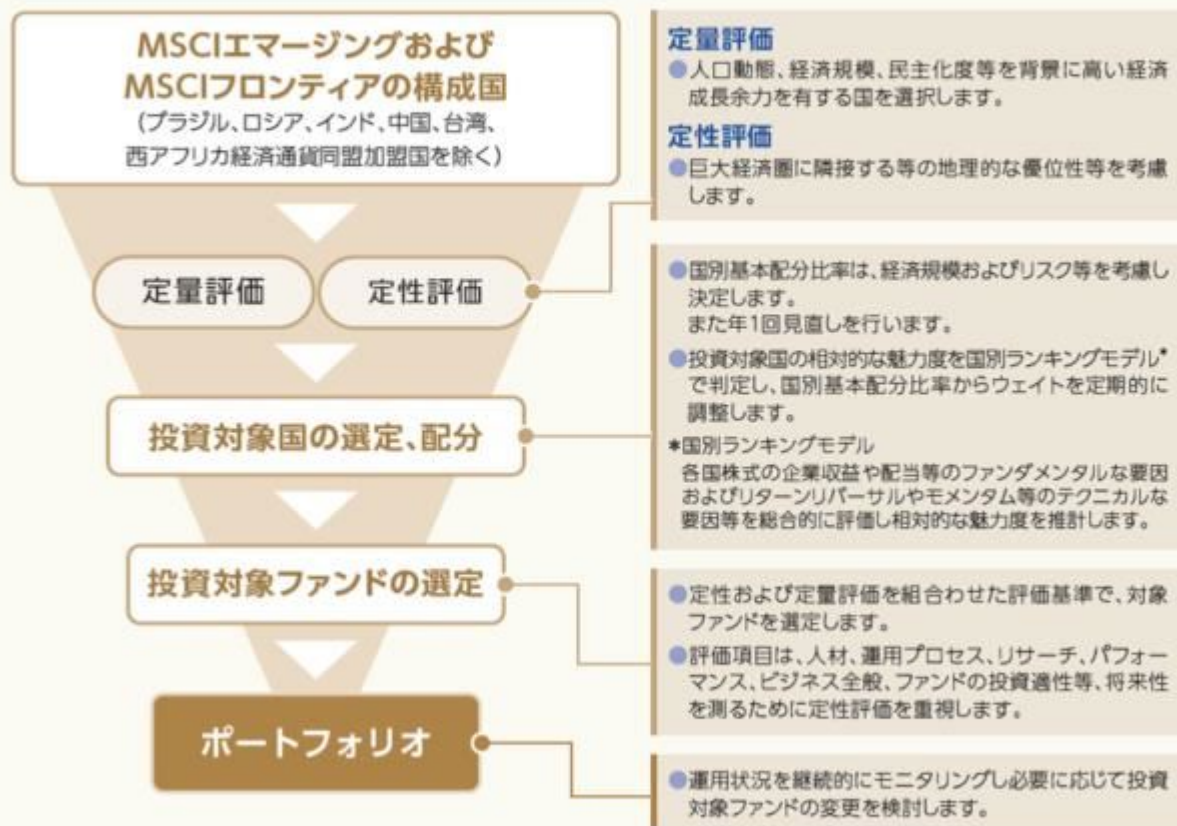 MSCIエマージングおよび
MSCIフロンティアの構成国
(ブラジル、ロシア、インド、中国、台湾、
西アフリカ経済通貨同盟加盟国を除く)
定量評価
●人口動態、経済規模、民主化度等を背景に高い経済
成長余力を有する国を選択します。
定性評価
●巨大経済圏に隣接する等の地理的な優位性等を考慮
します。
定量評価
定性評価
●国別基本配分比率は、経済規模およびリスク等を考慮し
決定します。
また年1回見直しを行います。
●投資対象国の相対的な魅力度を国別ランキングモデル*
で判定し、国別基本配分比率からウェイトを定期的に
調整します。
*国別ランキングモデル
各国株式の企業収益や配当等のファンダメンタルな要因
およびリターンリバーサルやモメンタム等のテクニカルな
要因等を総合的に評価し相対的な魅力度を推計します。
投資対象国の選定、配分
投資対象ファンドの選定
●定性および定量評価を組合わせた評価基準で、対象
ファンドを選定します。
●評価項目は、人材、運用プロセス、リサーチ、パフォー
マンス、ビジネス全般、ファンドの投資適性等、将来性
を測るために定性評価を重視します。
ポートフォリオ
●運用状況を継続的にモニタリングし必要に応じて投資
対象ファンドの変更を検討します。